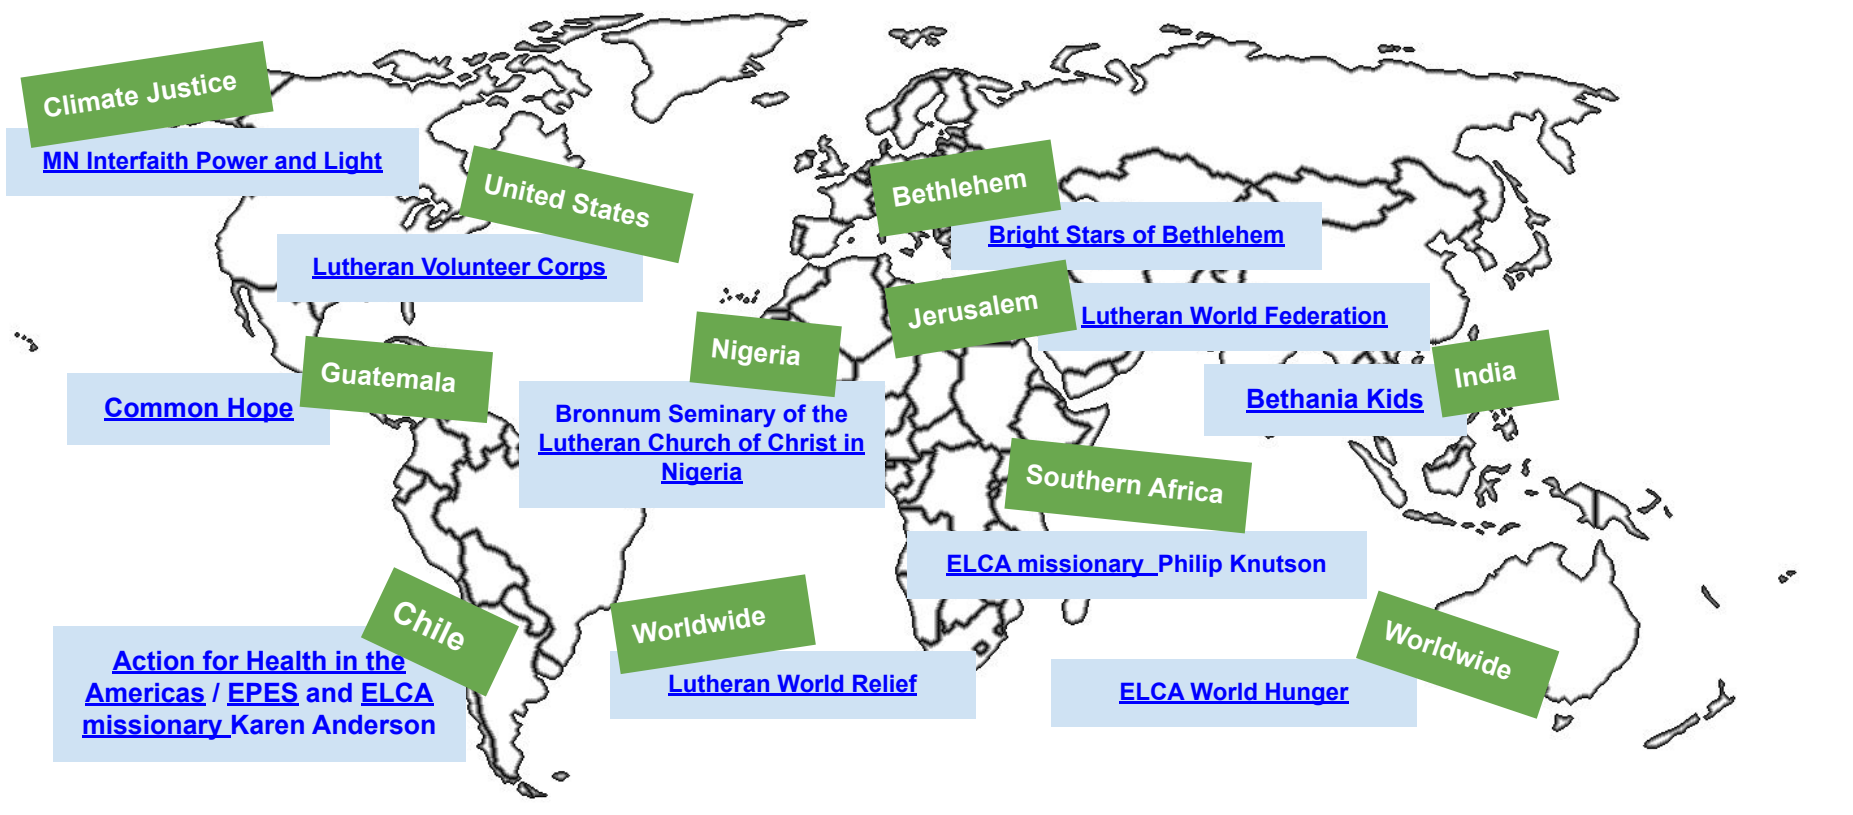 Climate Justice
MN Interfaith Power and Light
United States
Lutheran Volunteer Corps
Bethlehem
Bright Stars of Bethlehem
Jerusalem
Lutheran World Federation
Nigeria
Bronnum Seminary of the
Lutheran Church of Christ in
Nigeria
Guatemala
Common Hope
India
Bethania Kids
Southern Africa
ELCA missionary Philip Knutson
Chile
Action for Health in the
Americas / EPES and ELCA
missionary Karen Anderson
Worldwide
Lutheran World Relief
Worldwide
ELCA World Hunger